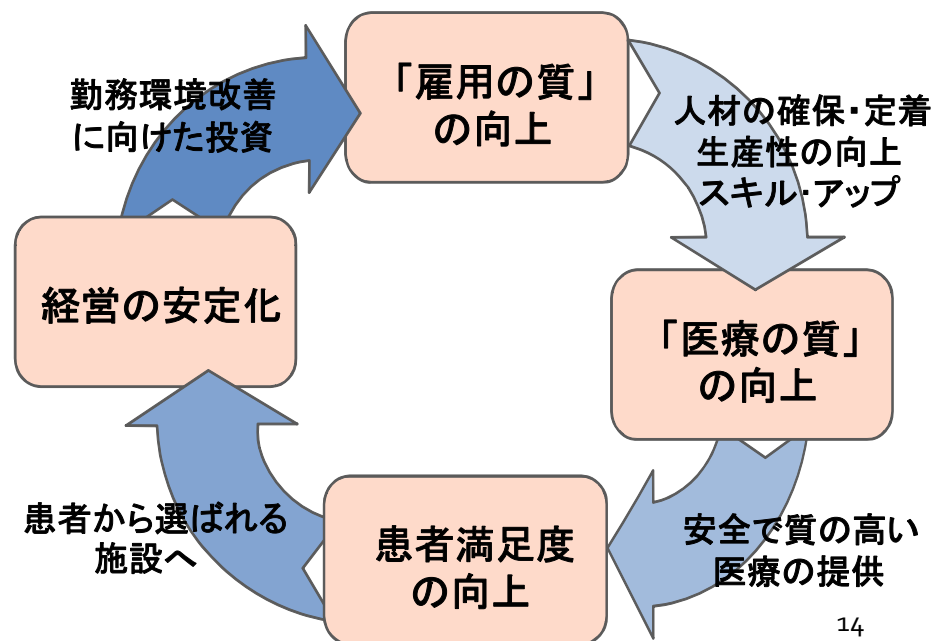 「雇用の質」
の向上
人材の確保・定着
生産性の向上
スキル・アップ
「医療の質」
の向上
安全で質の高い
医療の提供
患者満足度
の向上
患者から選ばれる
施設へ
経営の安定化
勤務環境改善
に向けた投資
14